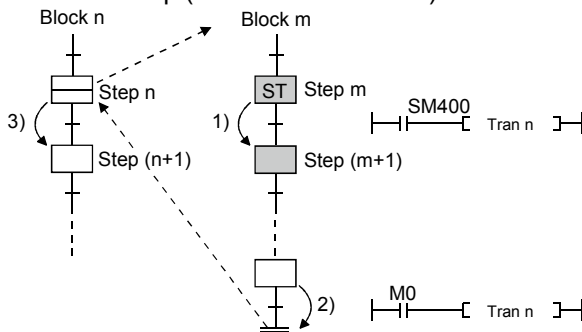 Block n
Block m
Step n
ST
Step m
SM400
Tran n
3)
1)
Step (n+1)
Step (m+1)
2)
M0
Tran n